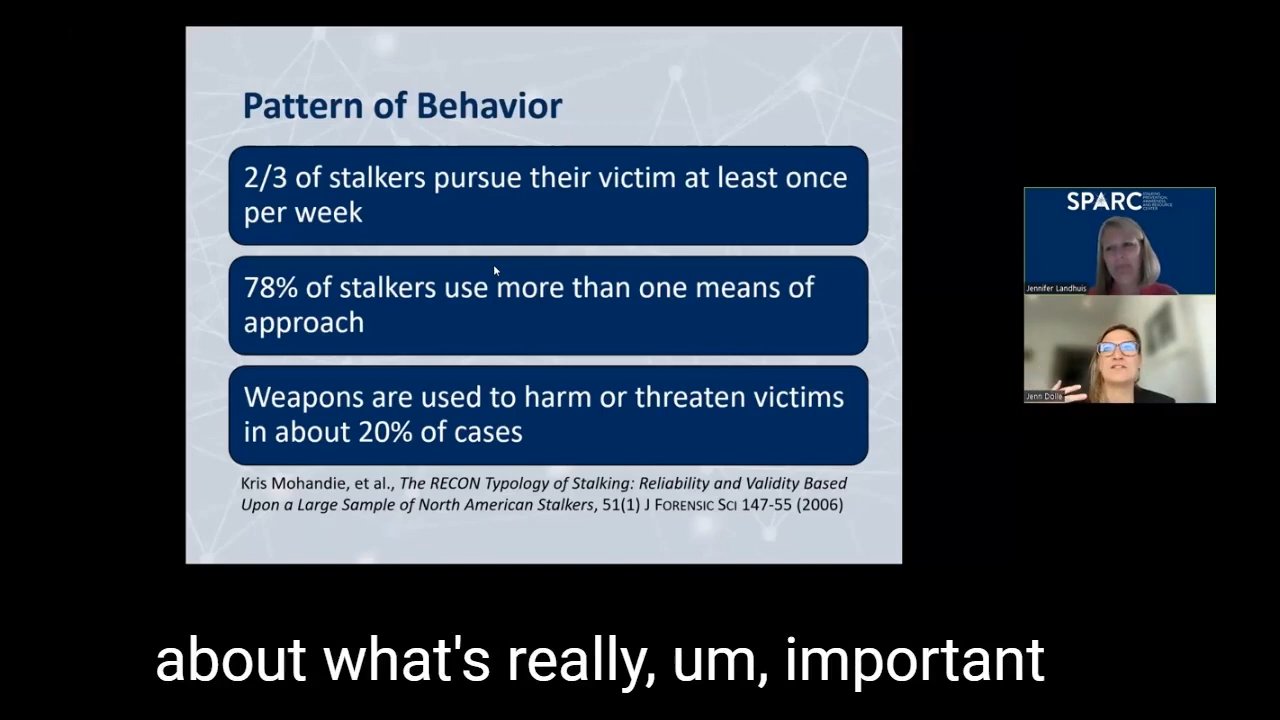 Pattern of Behavior
2/3 of stalkers pursue their victim at least once
per week
78% of stalkers use more than one means of
approach
Weapons are used to harm or threaten victims
in about 20% of cases
Kris Mohandie, et al., The RECON Typology of Stalking: Reliability and Validity Based
Upon a Large Sample of North American Stalkers, 51(1) J FORENSIC SCI 147-55 (2006)
SPARC
Jennifer Landhuis
Jenn Dolle
about what's really, um, important